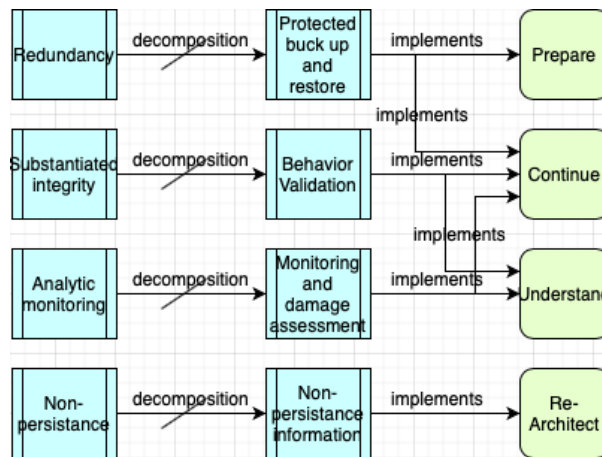 Redundancy
decomposition
Protected
buck up
and
restore
implements
Prepare
implements
Substantiated
integrity
decomposition
Behavior
Validation
implements
Continue
implements
Analytic
monitoring
decomposition
Monitoring
and
damage
assessment
implements
Understand
Non-
persistance
decomposition
Non-
persistance
information
implements
Re-
Architect